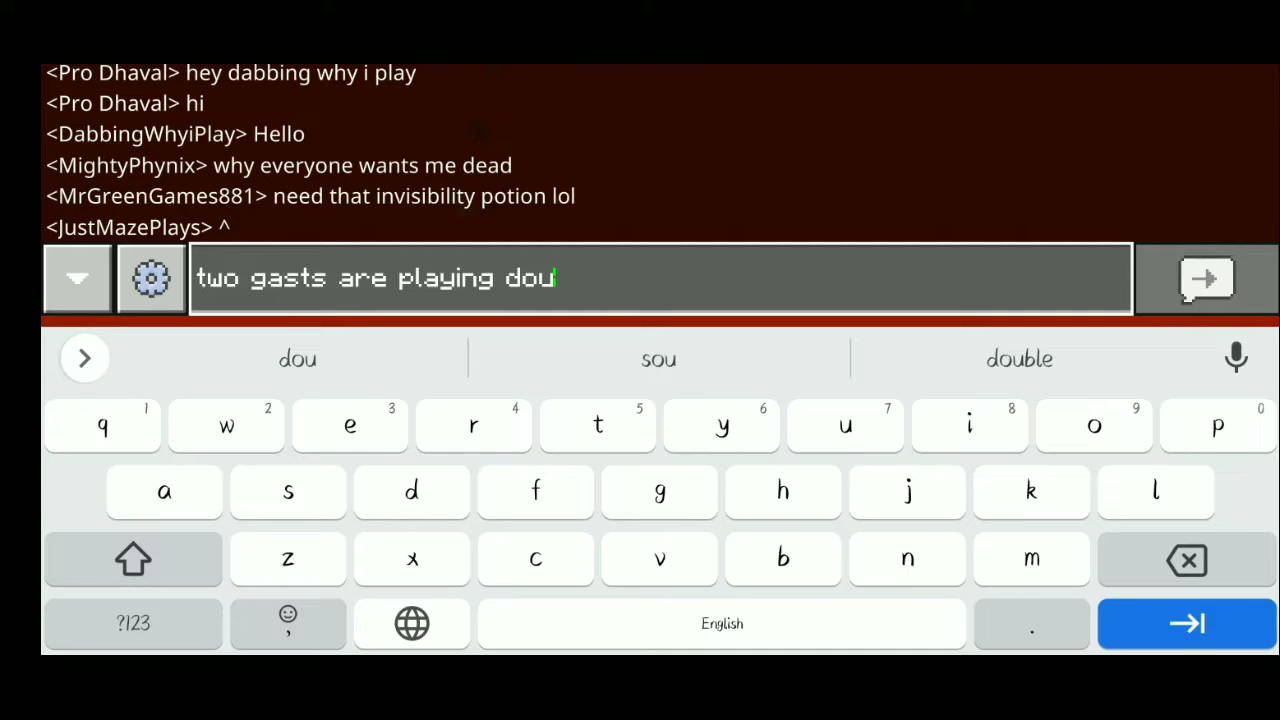 <Pro Dhaval> hey dabbing why i play
<Pro Dhaval> hi
<DabbingWhyiPlay> Hello
<MightyPhynix> why everyone wants me dead
<MrGreenGames881> need that invisibility potion lol
<JustMazePlays> ^
two gasts are playing dou
dou sou double
q 1 w 2 e 3 r 4 t 5 y 6 u 7 i 8 o 9 p 0
a s d f g h j k l
z x c v b n m
?123 , English .